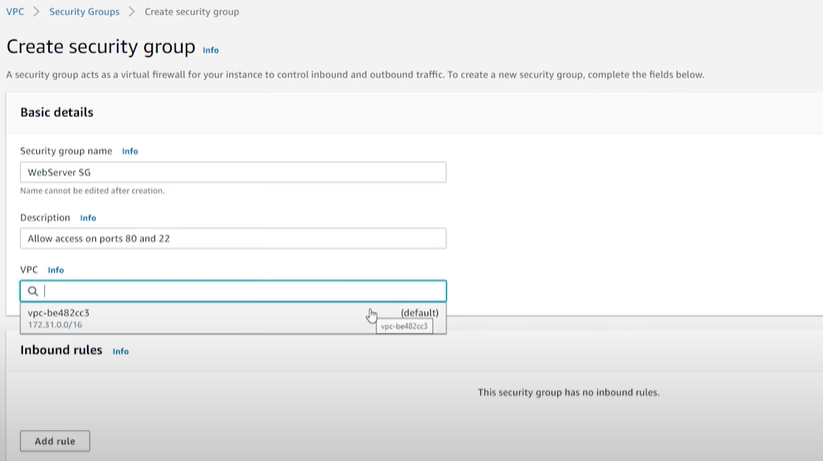 VPC > Security Groups > Create security group
Create security group Info
A security group acts as a virtual firewall for your instance to control inbound and outbound traffic. To create a new security group, complete the fields below.
Basic details
Security group name Info
WebServer SG
Name cannot be edited after creation.
Description Info
Allow access on ports 80 and 22
VPC Info
vpc-be482cc3 (default)
172.31.0.0/16
vpc-be482cc3
Inbound rules Info
This security group has no inbound rules.
Add rule